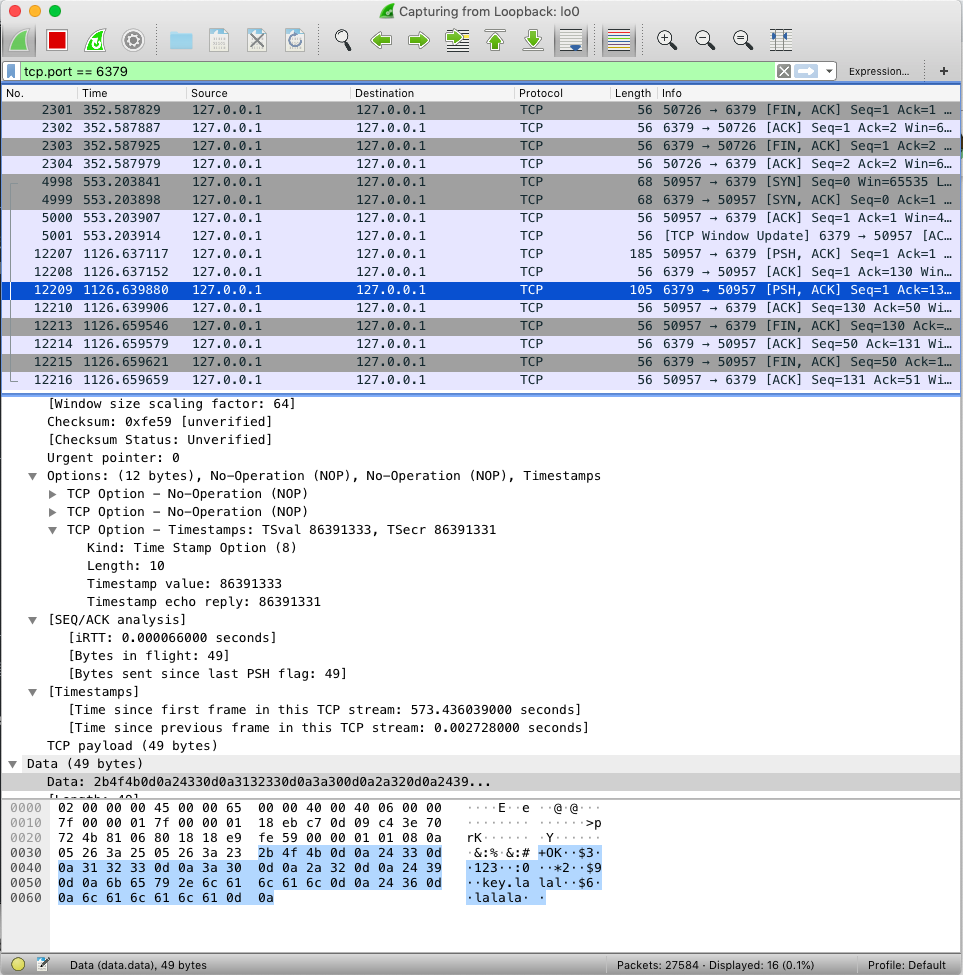 Capturing from Loopback: lo0
tcp.port == 6379 Expression... +
No. Time Source Destination Protocol Length Info
2301 352.587829 127.0.0.1 127.0.0.1 TCP 56 50726 → 6379 [FIN, ACK] Seq=1 Ack=1 …
2302 352.587887 127.0.0.1 127.0.0.1 TCP 56 6379 → 50726 [ACK] Seq=1 Ack=2 Win=6…
2303 352.587925 127.0.0.1 127.0.0.1 TCP 56 6379 → 50726 [FIN, ACK] Seq=1 Ack=2 …
2304 352.587979 127.0.0.1 127.0.0.1 TCP 56 50726 → 6379 [ACK] Seq=2 Ack=2 Win=6…
4998 553.203841 127.0.0.1 127.0.0.1 TCP 68 50957 → 6379 [SYN] Seq=0 Win=65535 L…
4999 553.203898 127.0.0.1 127.0.0.1 TCP 68 6379 → 50957 [SYN, ACK] Seq=0 Ack=1 …
5000 553.203907 127.0.0.1 127.0.0.1 TCP 56 50957 → 6379 [ACK] Seq=1 Ack=1 Win=4…
5001 553.203914 127.0.0.1 127.0.0.1 TCP 56 [TCP Window Update] 6379 → 50957 [AC…
12207 1126.637117 127.0.0.1 127.0.0.1 TCP 185 50957 → 6379 [PSH, ACK] Seq=1 Ack=1 …
12208 1126.637152 127.0.0.1 127.0.0.1 TCP 56 6379 → 50957 [ACK] Seq=1 Ack=130 Win…
12209 1126.639880 127.0.0.1 127.0.0.1 TCP 105 6379 → 50957 [PSH, ACK] Seq=1 Ack=13…
12210 1126.639906 127.0.0.1 127.0.0.1 TCP 56 50957 → 6379 [ACK] Seq=130 Ack=50 Wi…
12213 1126.659546 127.0.0.1 127.0.0.1 TCP 56 50957 → 6379 [FIN, ACK] Seq=130 Ack=…
12214 1126.659579 127.0.0.1 127.0.0.1 TCP 56 6379 → 50957 [ACK] Seq=50 Ack=131 Wi…
12215 1126.659621 127.0.0.1 127.0.0.1 TCP 56 6379 → 50957 [FIN, ACK] Seq=50 Ack=1…
12216 1126.659659 127.0.0.1 127.0.0.1 TCP 56 50957 → 6379 [ACK] Seq=131 Ack=51 Wi…
[Window size scaling factor: 64]
Checksum: 0xfe59 [unverified]
[Checksum Status: Unverified]
Urgent pointer: 0
Options: (12 bytes), No-Operation (NOP), No-Operation (NOP), Timestamps
TCP Option – No-Operation (NOP)
TCP Option – No-Operation (NOP)
TCP Option – Timestamps: TSval 86391333, TSecr 86391331
Kind: Time Stamp Option (8)
Length: 10
Timestamp value: 86391333
Timestamp echo reply: 86391331
[SEQ/ACK analysis]
[iRTT: 0.000066000 seconds]
[Bytes in flight: 49]
[Bytes sent since last PSH flag: 49]
[Timestamps]
[Time since first frame in this TCP stream: 573.436039000 seconds]
[Time since previous frame in this TCP stream: 0.002728000 seconds]
TCP payload (49 bytes)
Data (49 bytes)
Data: 2b4f4b0d0a24330d0a3132330d0a3a300d0a2a320d0a2439...
0000 02 00 00 00 45 00 00 65 00 00 40 00 40 06 00 00 ····E··e ··@·@···
0010 7f 00 00 01 7f 00 00 01 18 eb c7 0d 09 c4 3e 70 ········ ······>p
0020 72 4b 81 06 80 18 18 e9 fe 59 00 00 01 01 08 0a rK······ ·Y······
0030 05 26 3a 25 05 26 3a 23 2b 4f 4b 0d 0a 24 33 0d ·&:%·&:# +OK··$3·
0040 0a 31 32 33 0d 0a 3a 30 0d 0a 2a 32 0d 0a 24 39 ·123··:0 ··*2··$9
0050 0d 0a 6b 65 79 2e 6c 61 6c 61 6c 0d 0a 24 36 0d ··key.la lal··$6·
0060 0a 6c 61 6c 61 6c 61 0d 0a ·lalala· ·
Data (data.data), 49 bytes Packets: 27584 · Displayed: 16 (0.1%) Profile: Default